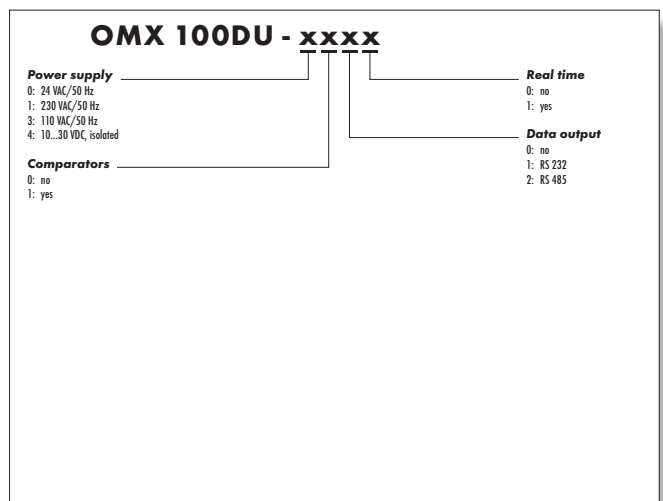 OMX 100DU - xxxx
Power supply
0: 24 VAC/50 Hz
1: 230 VAC/50 Hz
3: 110 VAC/50 Hz
4: 10...30 VDC, isolated
Comparators
0: no
1: yes
Real time
0: no
1: yes
Data output
0: no
1: RS 232
2: RS 485